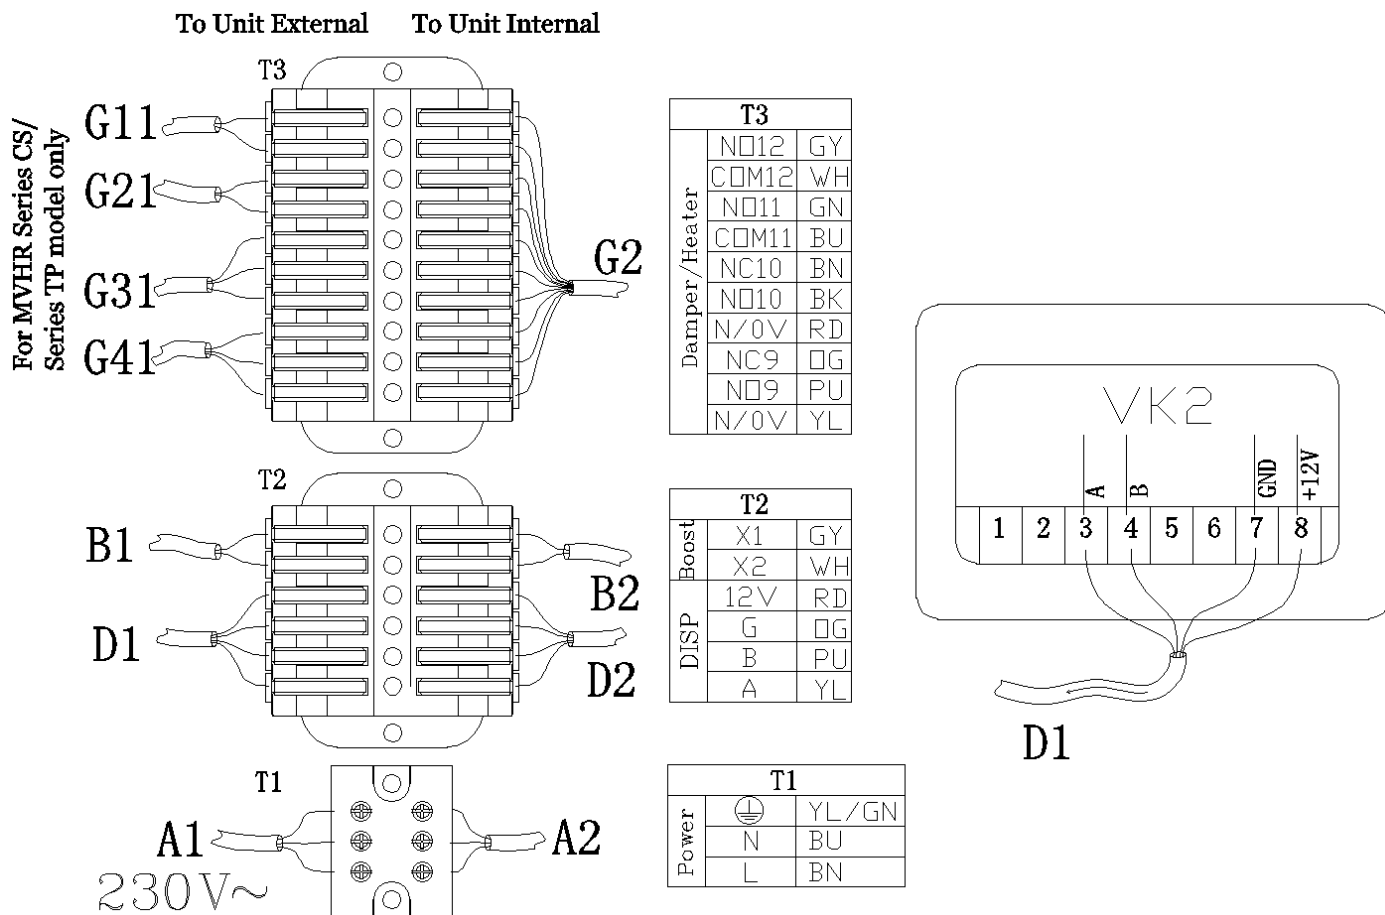 To Unit External To Unit Internal
For MVHR Series CS/
Series TP model only
T3
G11
G21
G31
G41
G2
T3
Damper/Heater
NO12 GY
COM12 WH
NO11 GN
COM11 BU
NC10 BN
NO10 BK
N/0V RD
NC9 OG
NO9 PU
N/0V YL
T2
B1
D1
B2
D2
T2
Boost
X1 GY
X2 WH
DISP
12V RD
G OG
B PU
A YL
T1
A1
A2
230V~
T1
Power
YL/GN
N BU
L BN
VK2
A B GND +12V
1 2 3 4 5 6 7 8
D1